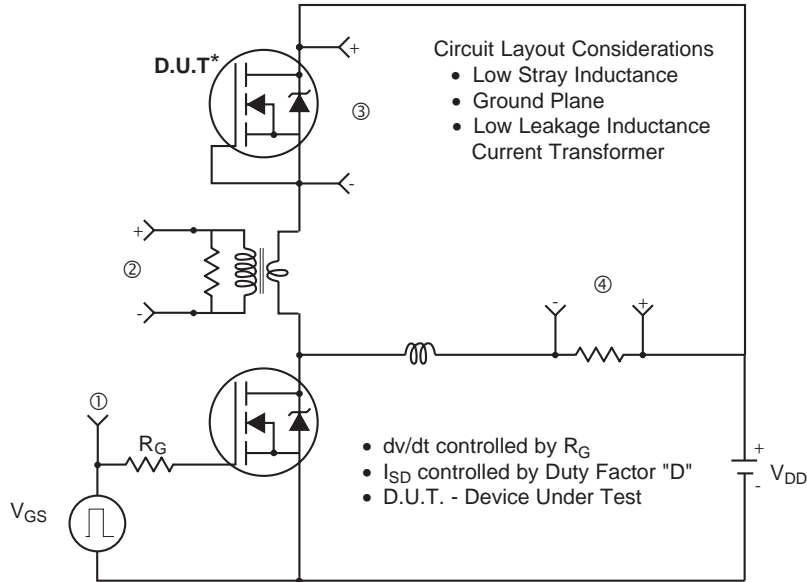 D.U.T*
+
-
③
Circuit Layout Considerations
• Low Stray Inductance
• Ground Plane
• Low Leakage Inductance
Current Transformer
+
②
-
④
- +
①
RG
VGS
• dv/dt controlled by RG
• ISD controlled by Duty Factor "D"
• D.U.T. - Device Under Test
+
VDD
-